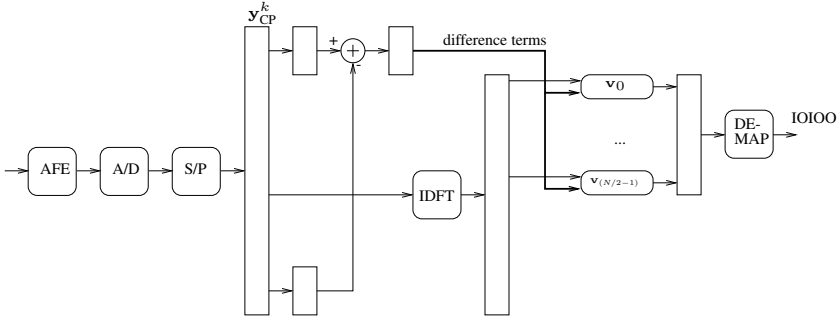 y^k_CP
+
+
-
difference terms
v_0
IOIOO
DE-
MAP
...
AFE
A/D
S/P
IDFT
v_(N/2−1)